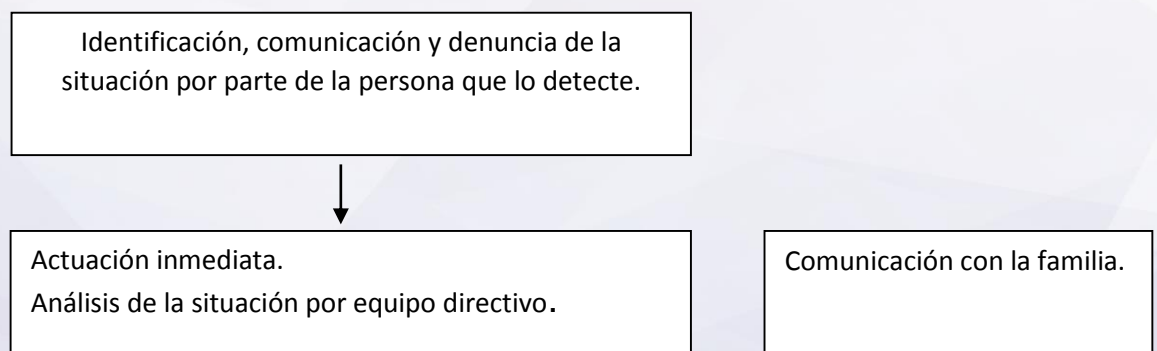 Identificación, comunicación y denuncia de la
situación por parte de la persona que lo detecte.
Actuación inmediata.
Análisis de la situación por equipo directivo.
Comunicación con la familia.